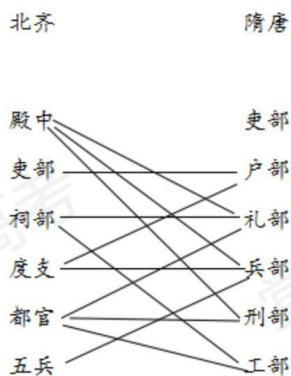 北齐 隋唐
殿中 吏部
吏部 户部
祠部 礼部
度支 兵部
都官 刑部
五兵 工部